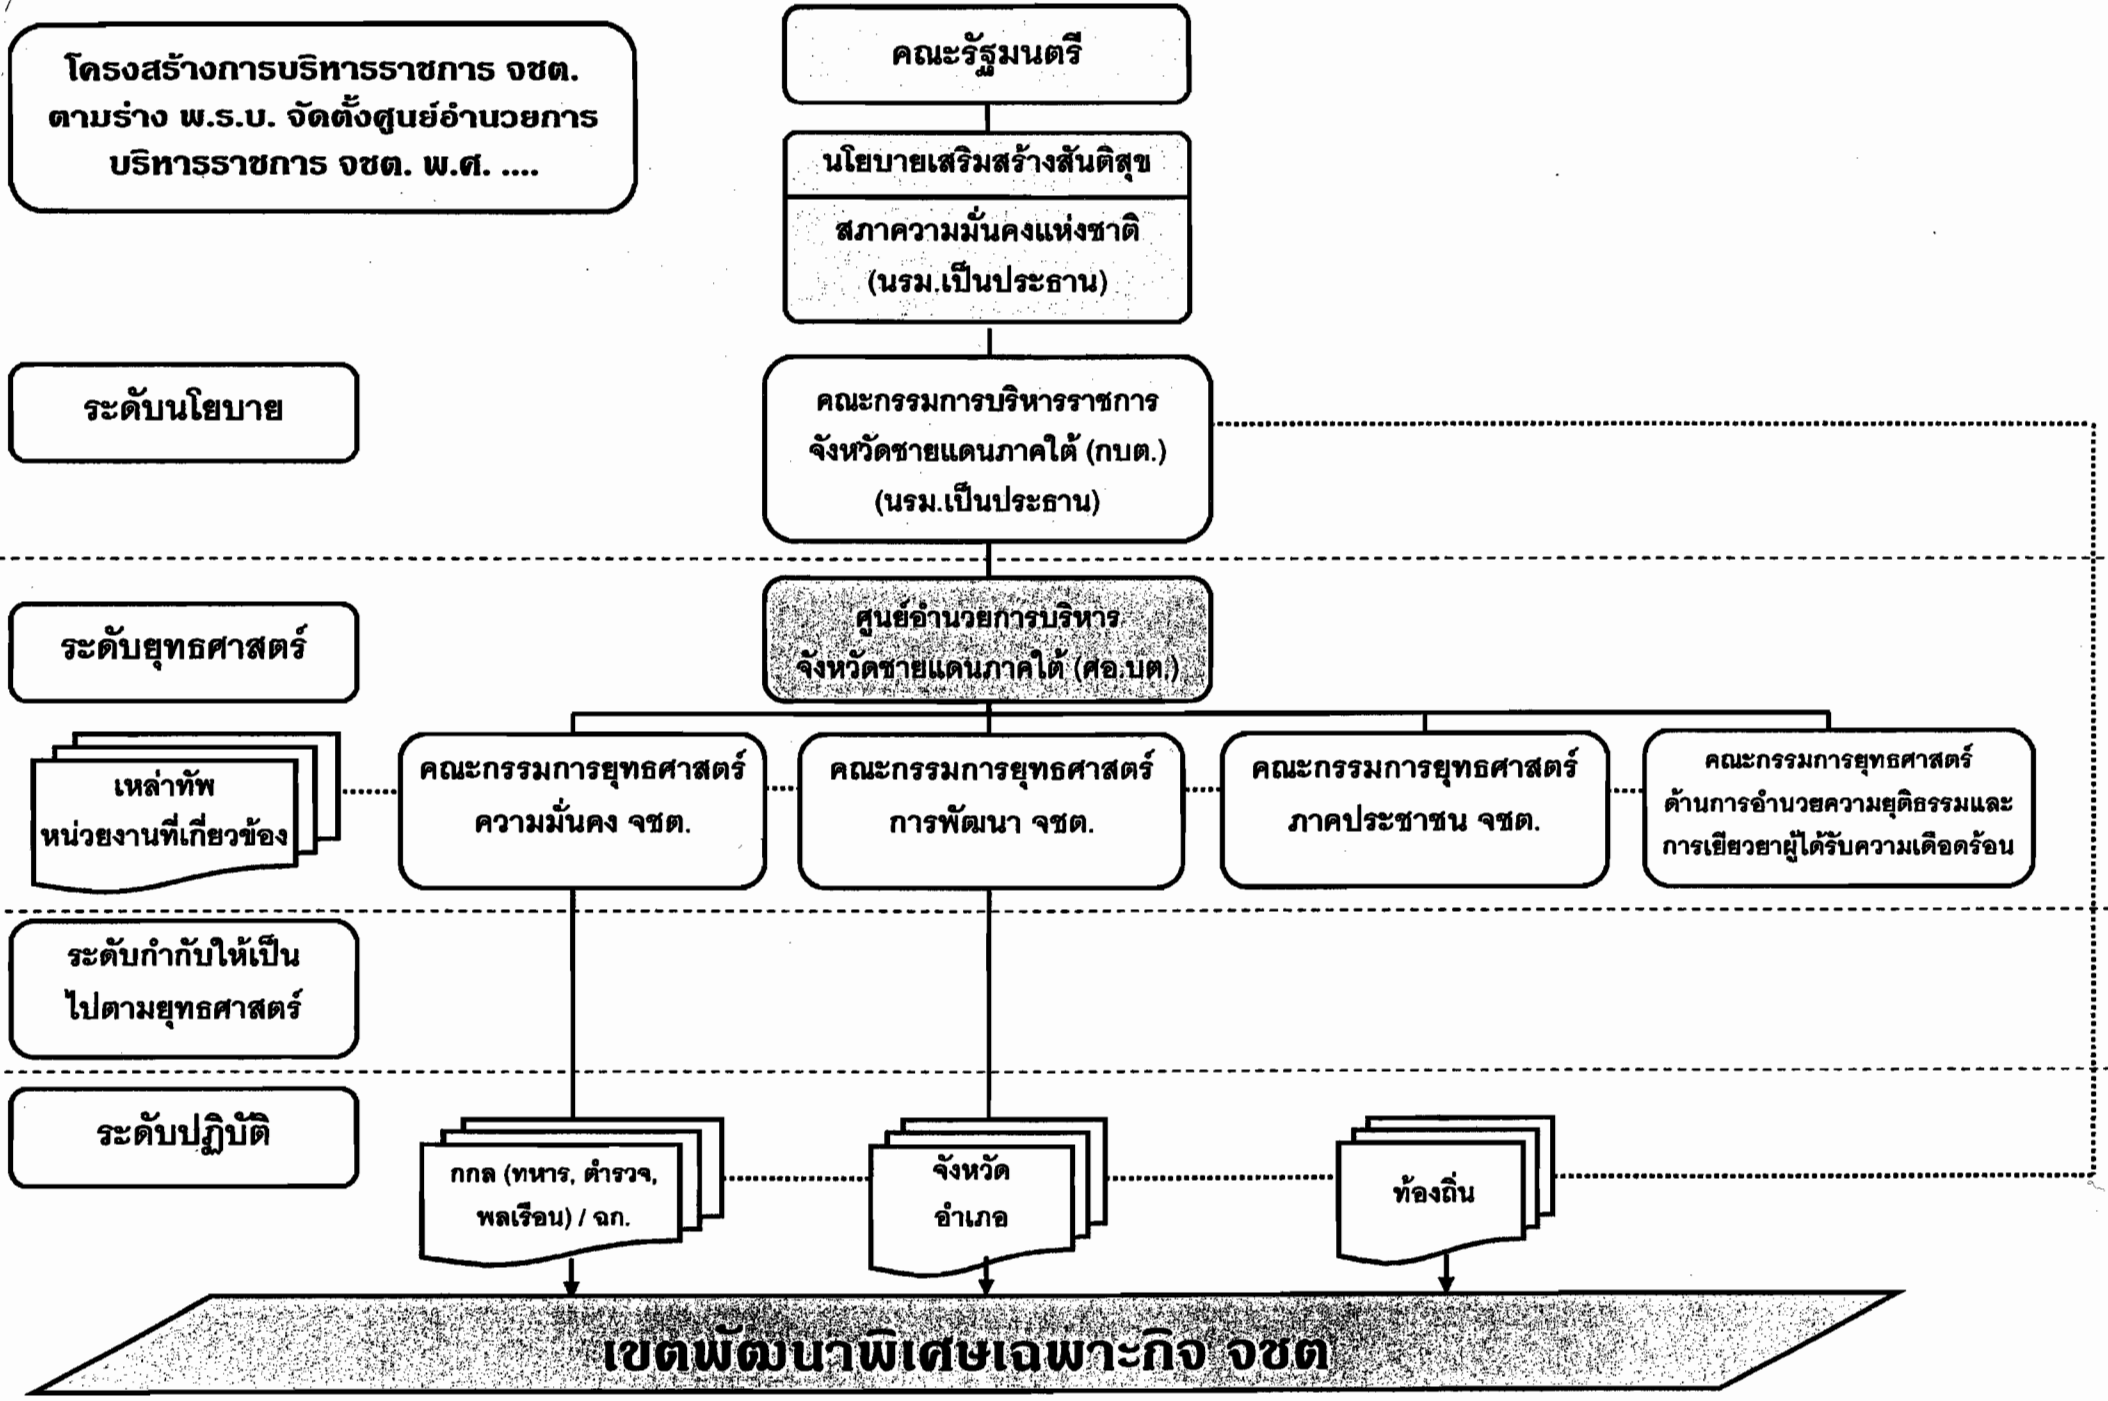 โครงสร้างการบริหารราชการ จชต.
ตามร่าง พ.ร.บ. จัดตั้งศูนย์อำนวยการ
บริหารราชการ จชต. พ.ศ. ....
คณะรัฐมนตรี
นโยบายเสริมสร้างสันติสุข
สภาความมั่นคงแห่งชาติ
(นรม.เป็นประธาน)
ระดับนโยบาย
คณะกรรมการบริหารราชการ
จังหวัดชายแดนภาคใต้ (กบต.)
(นรม.เป็นประธาน)
ระดับยุทธศาสตร์
ศูนย์อำนวยการบริหาร
จังหวัดชายแดนภาคใต้ (ศอ.บต.)
เหล่าทัพ
หน่วยงานที่เกี่ยวข้อง
คณะกรรมการยุทธศาสตร์
ความมั่นคง จชต.
คณะกรรมการยุทธศาสตร์
การพัฒนา จชต.
คณะกรรมการยุทธศาสตร์
ภาคประชาชน จชต.
คณะกรรมการยุทธศาสตร์
ด้านการอำนวยความยุติธรรมและ
การเยียวยาผู้ได้รับความเดือดร้อน
ระดับกำกับให้เป็น
ไปตามยุทธศาสตร์
ระดับปฏิบัติ
กกล (ทหาร, ตำรวจ,
พลเรือน) / ฉก.
จังหวัด
อำเภอ
ท้องถิ่น
เขตพัฒนาพิเศษเฉพาะกิจ จชต